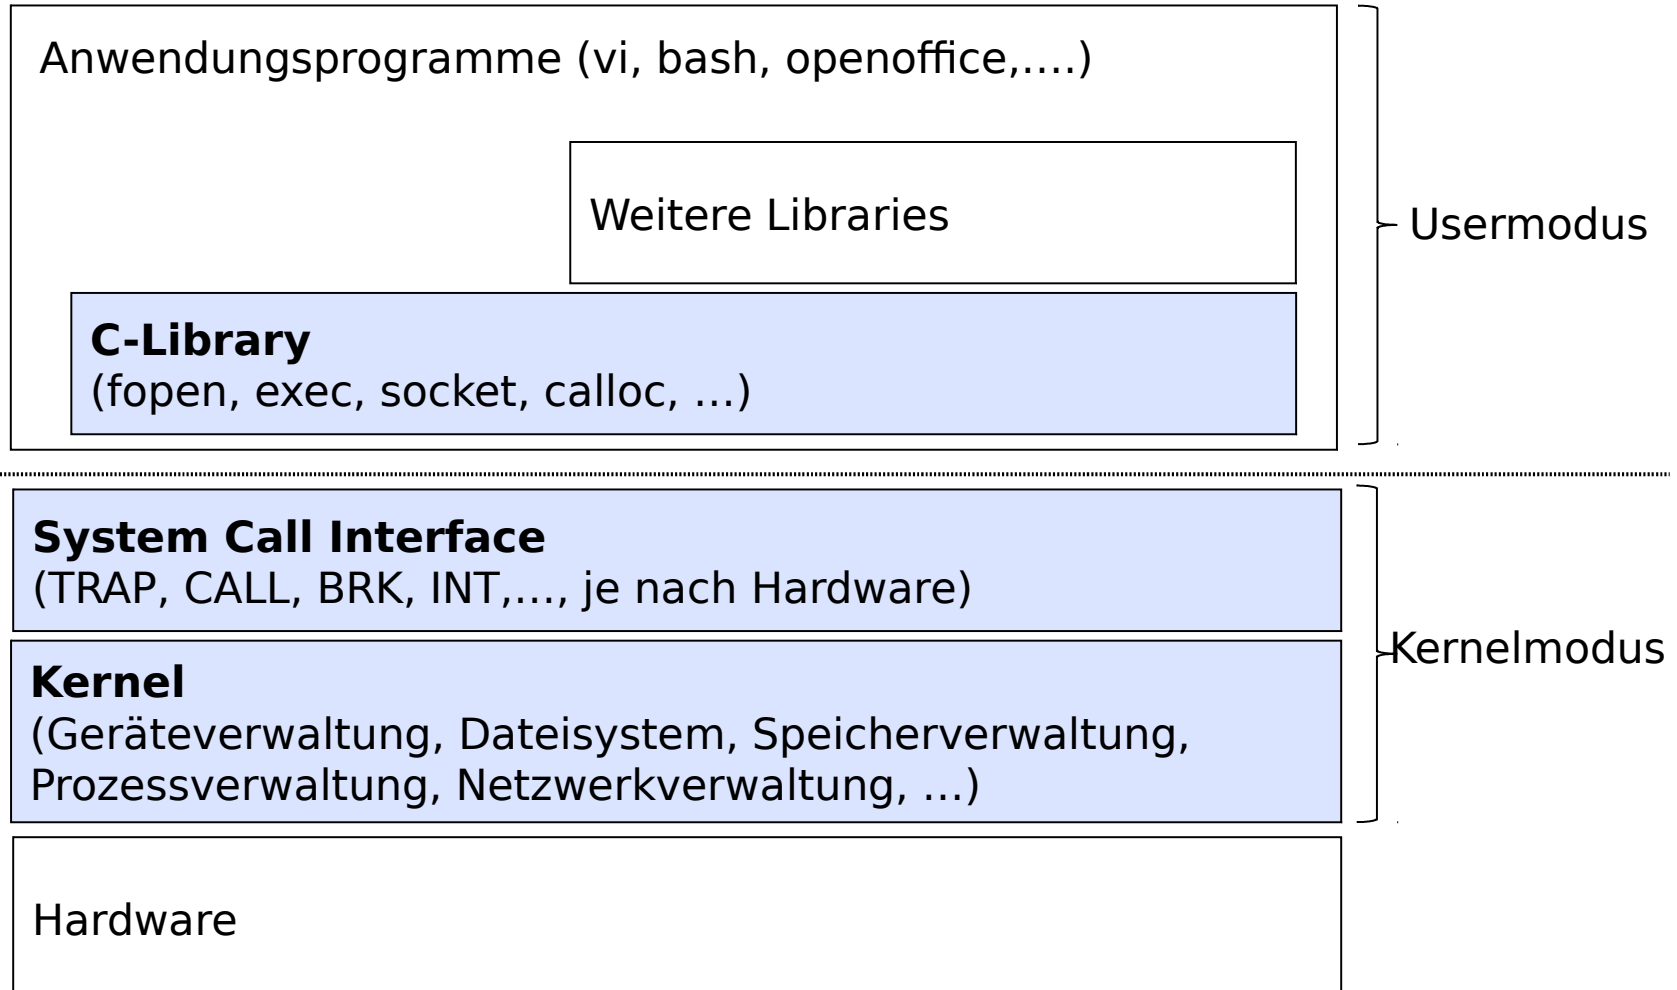 Anwendungsprogramme (vi, bash, openoffice,....)
Weitere Libraries
Usermodus
C-Library
(fopen, exec, socket, calloc, ...)
System Call Interface
(TRAP, CALL, BRK, INT,..., je nach Hardware)
Kernelmodus
Kernel
(Geräteverwaltung, Dateisystem, Speicherverwaltung,
Prozessverwaltung, Netzwerkverwaltung, ...)
Hardware